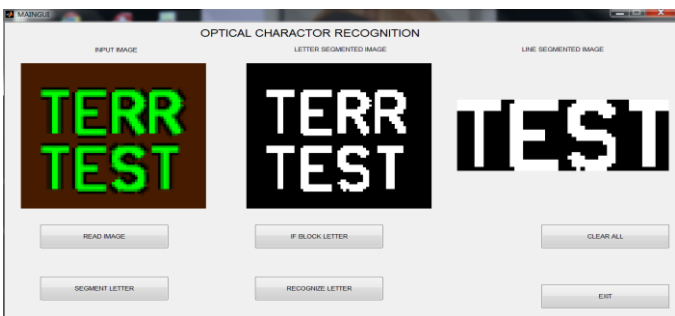 MAINGUI
OPTICAL CHARACTOR RECOGNITION
INPUT IMAGE
LETTER SEGMENTED IMAGE
LINE SEGMENTED IMAGE
TERR
TEST
TERR
TEST
TEST
READ IMAGE
IF BLOCK LETTER
CLEAR ALL
SEGMENT LETTER
RECOGNIZE LETTER
EXIT